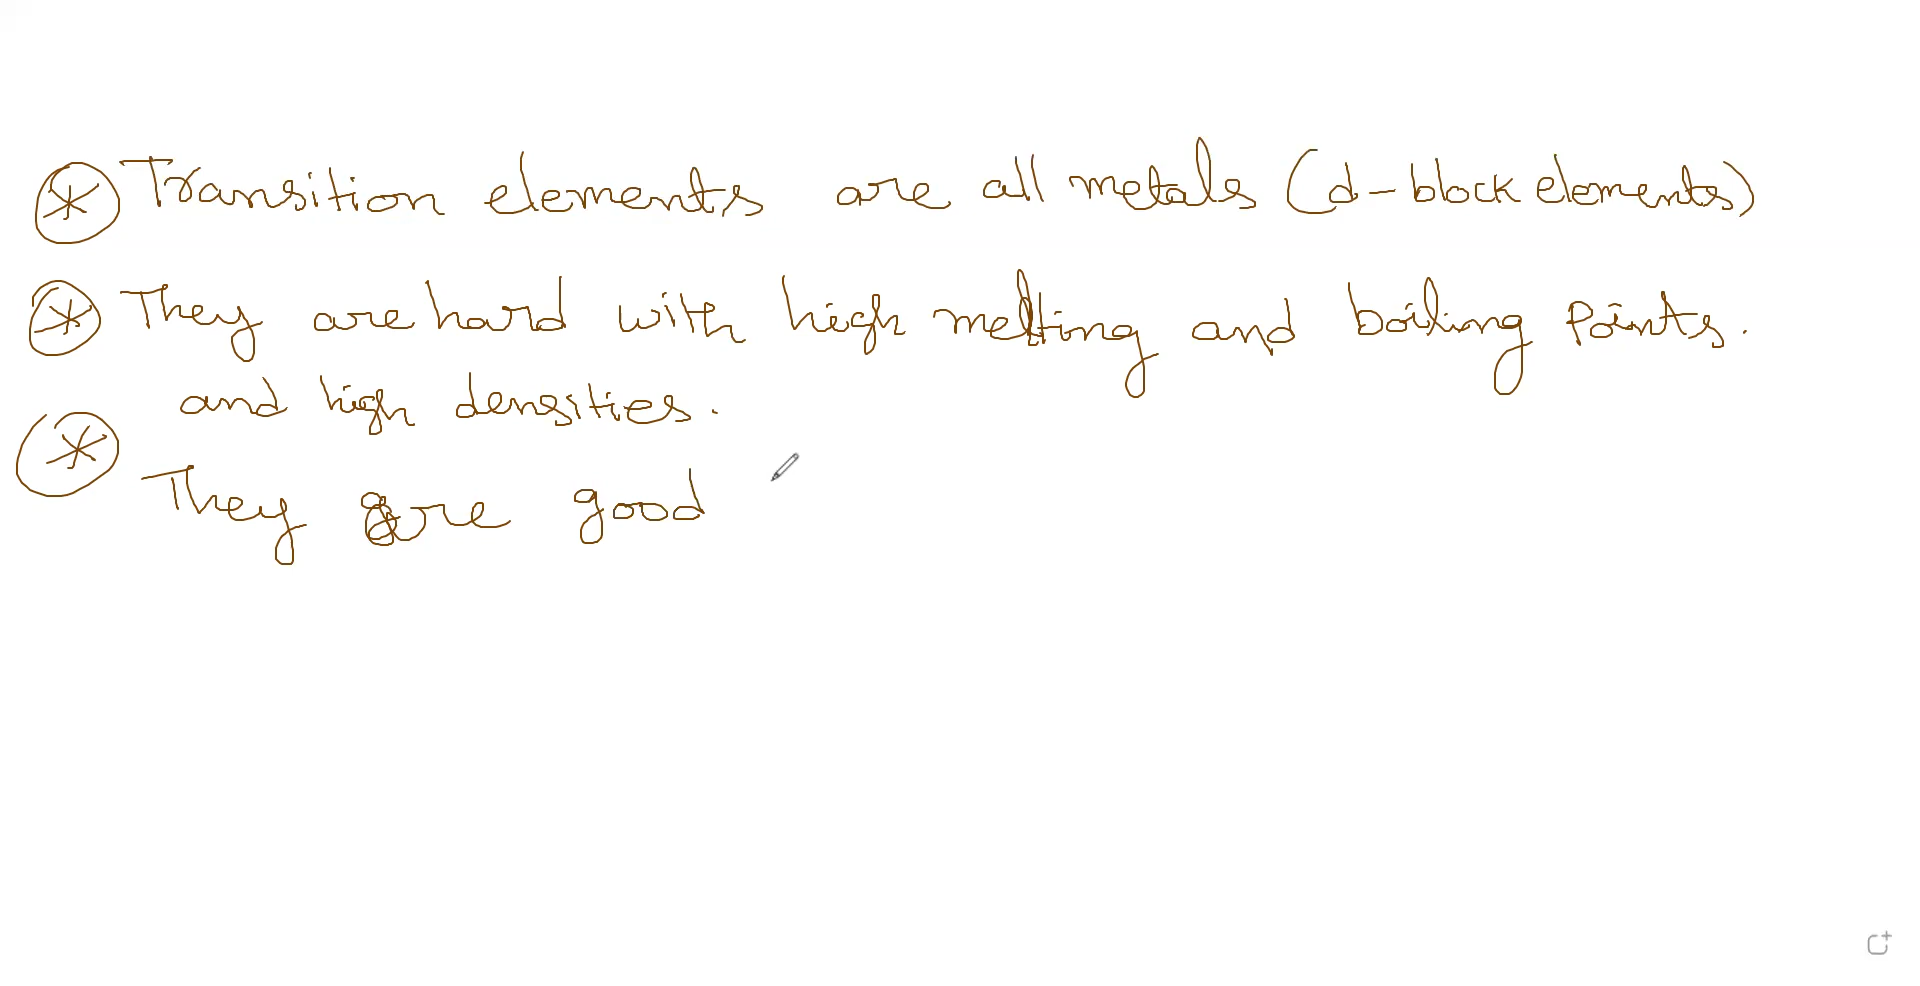 Transition elements are all metals (d-block elements)
They are hard with high melting and boiling points.
and high densities.
They are good